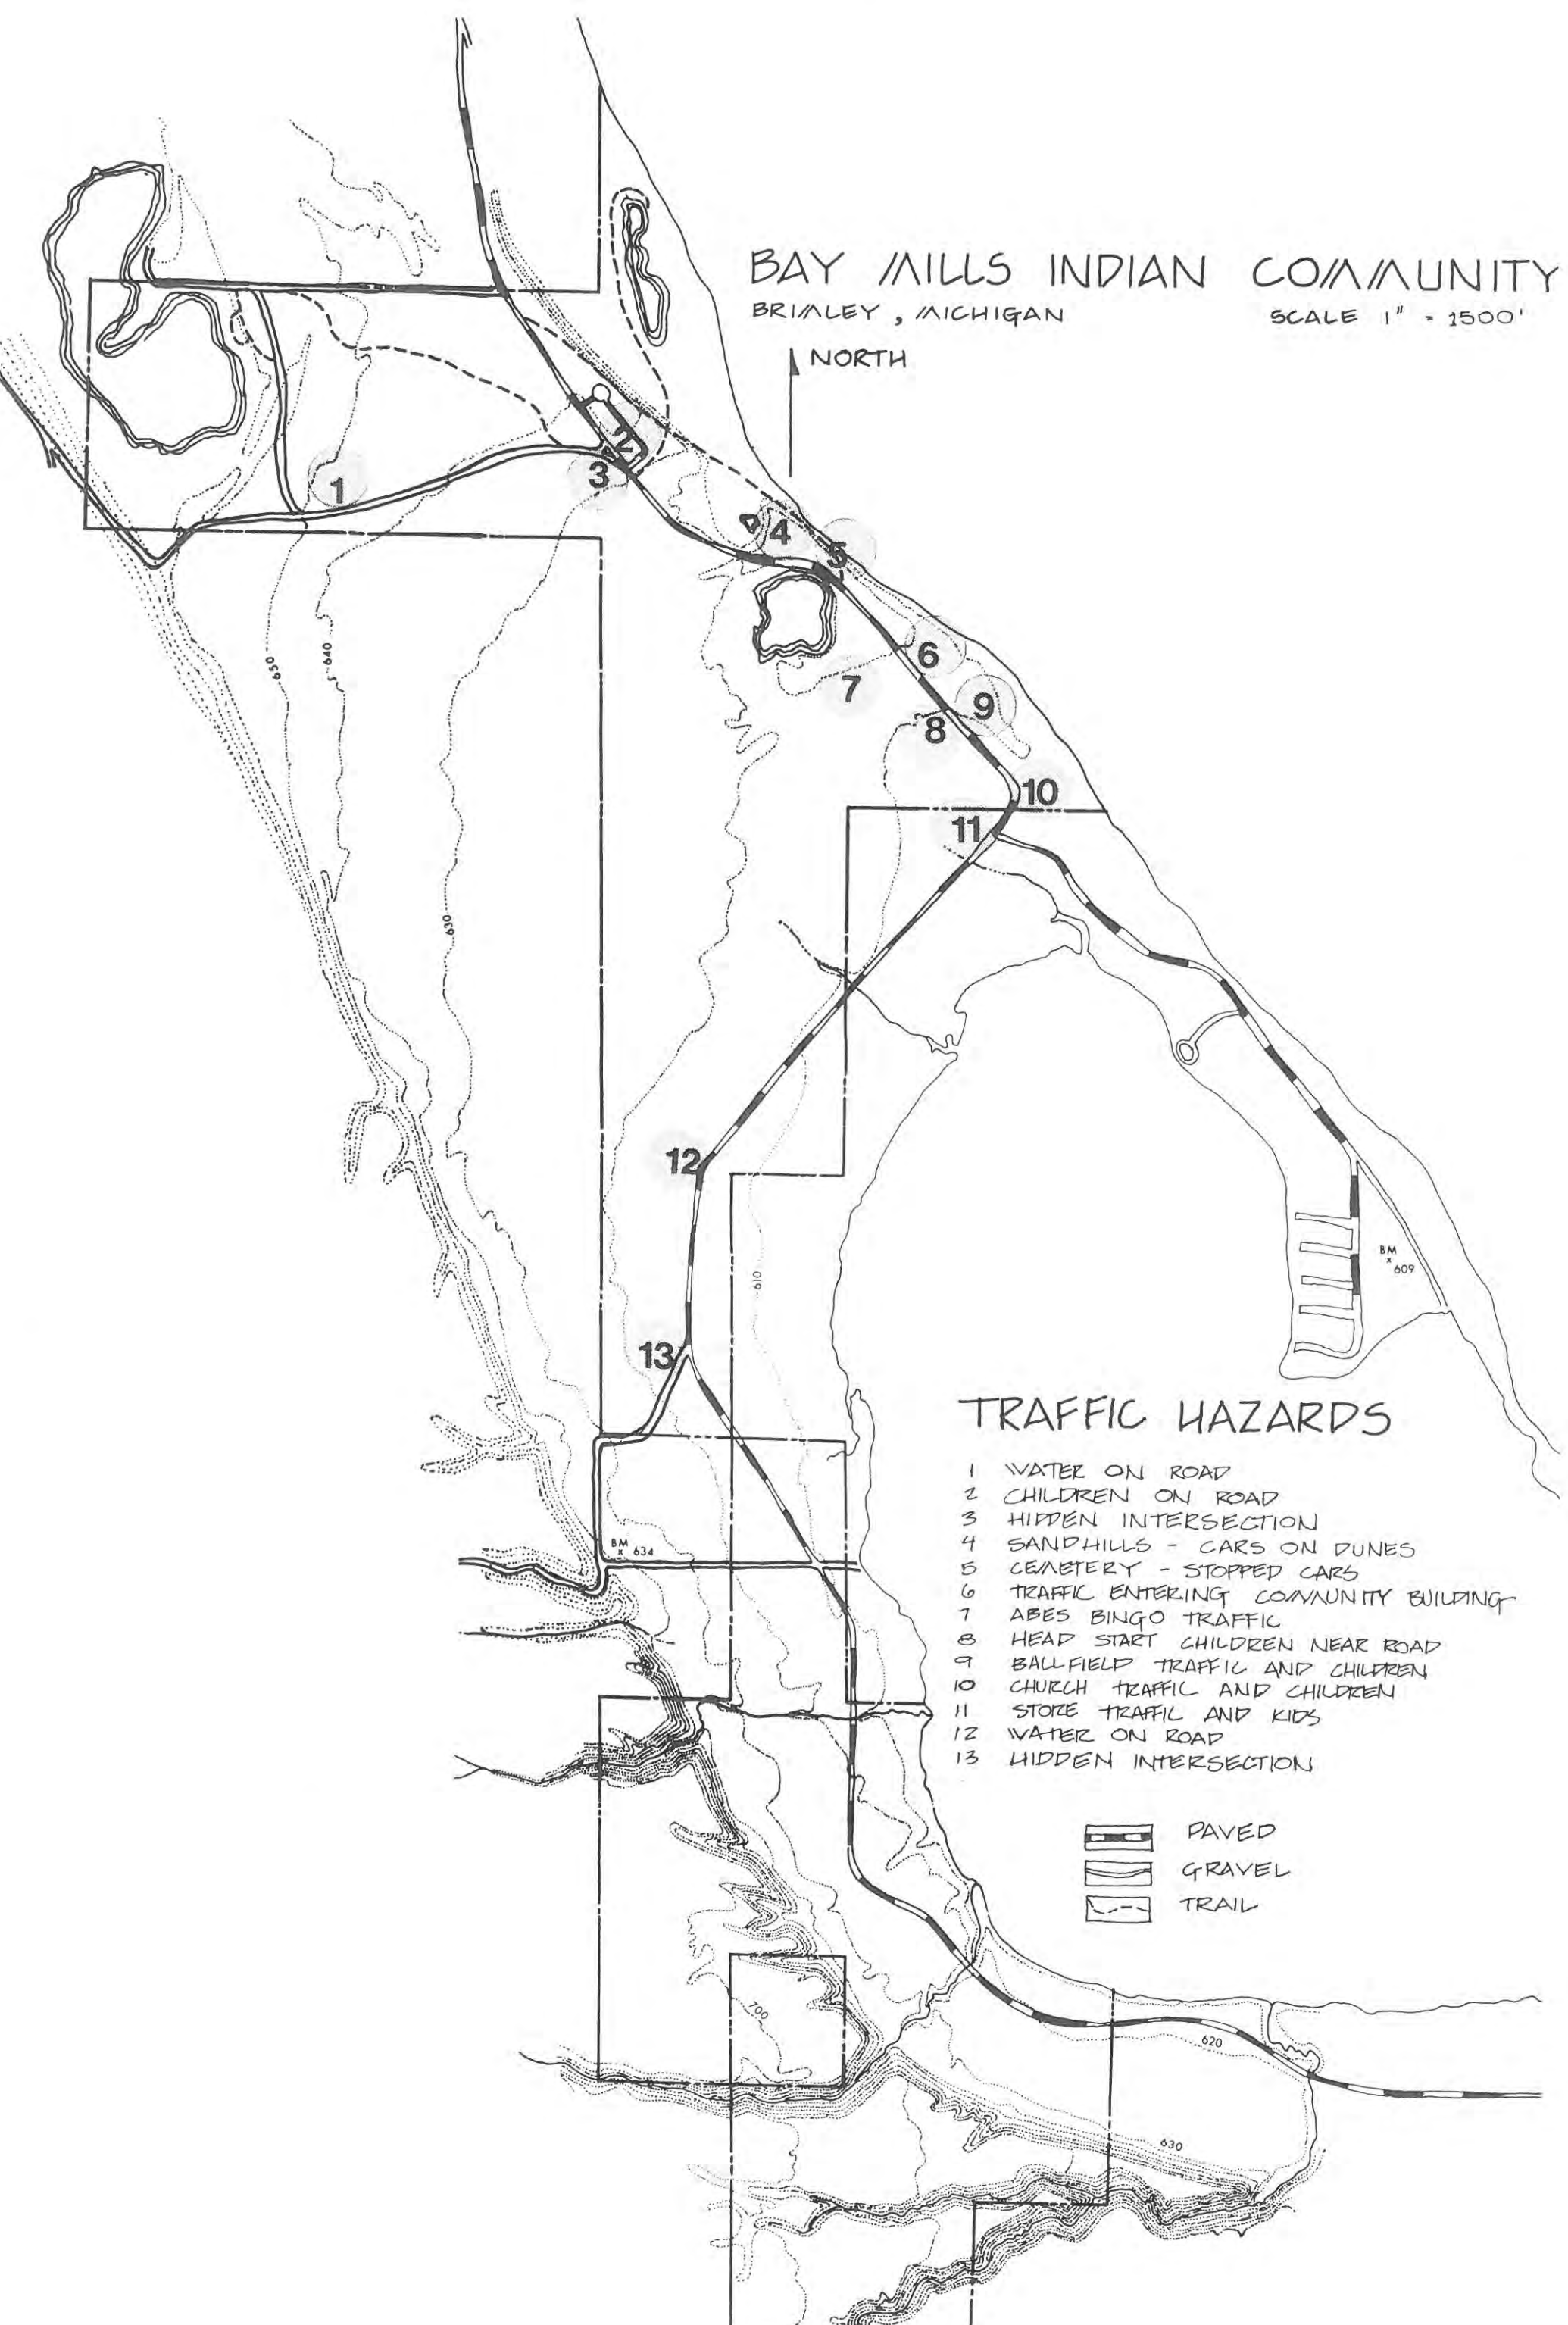 BAY MILLS INDIAN COMMUNITY
BRIMLEY, MICHIGAN
SCALE 1" = 1500'
NORTH
2
3
1
4
5
650
640
6
7
9
8
10
11
630
12
610
BM
x
609
13
TRAFFIC HAZARDS
1 WATER ON ROAD
2 CHILDREN ON ROAD
3 HIDDEN INTERSECTION
4 SANDHILLS - CARS ON DUNES
5 CEMETERY - STOPPED CARS
6 TRAFFIC ENTERING COMMUNITY BUILDING
7 ABES BINGO TRAFFIC
8 HEAD START CHILDREN NEAR ROAD
9 BALLFIELD TRAFFIC AND CHILDREN
10 CHURCH TRAFFIC AND CHILDREN
11 STORE TRAFFIC AND KIDS
12 WATER ON ROAD
13 HIDDEN INTERSECTION
BM
x 634
PAVED
GRAVEL
TRAIL
700
620
630